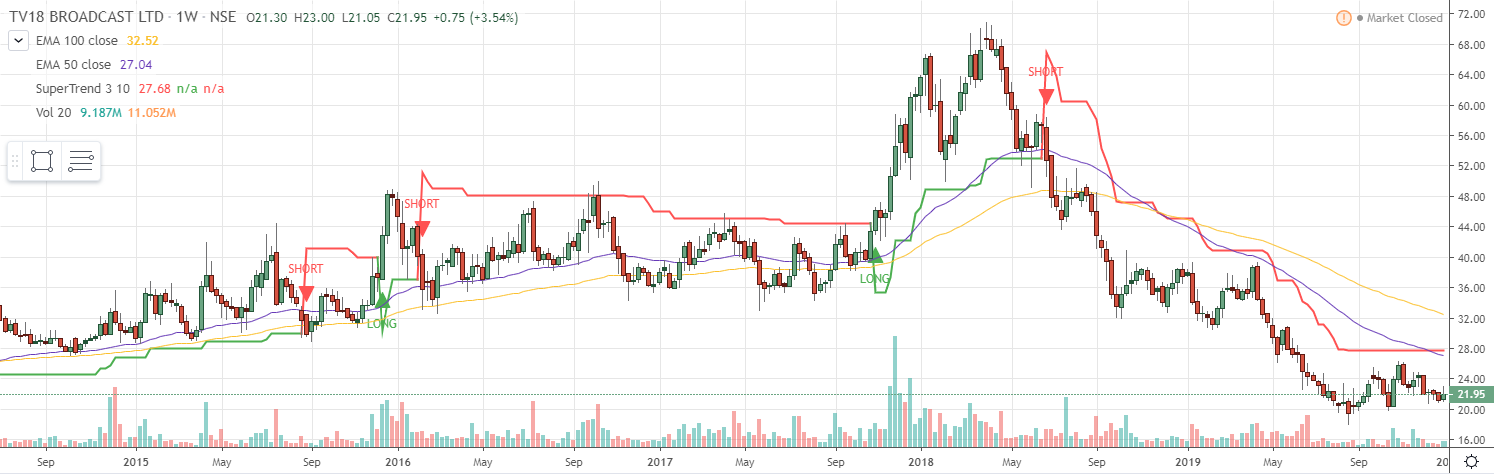 TV18 BROADCAST LTD · 1W · NSE O21.30 H23.00 L21.05 C21.95 +0.75 (+3.54%)
Market Closed
EMA 100 close 32.52
EMA 50 close 27.04
SuperTrend 3 10 27.68 n/a n/a
Vol 20 9.187M 11.052M
72.00
68.00
64.00
60.00
56.00
52.00
48.00
44.00
40.00
36.00
32.00
28.00
24.00
21.95
20.00
16.00
SHORT
LONG
SHORT
LONG
SHORT
Sep 2015 May Sep 2016 May Sep 2017 May Sep 2018 May Sep 2019 May Sep 20